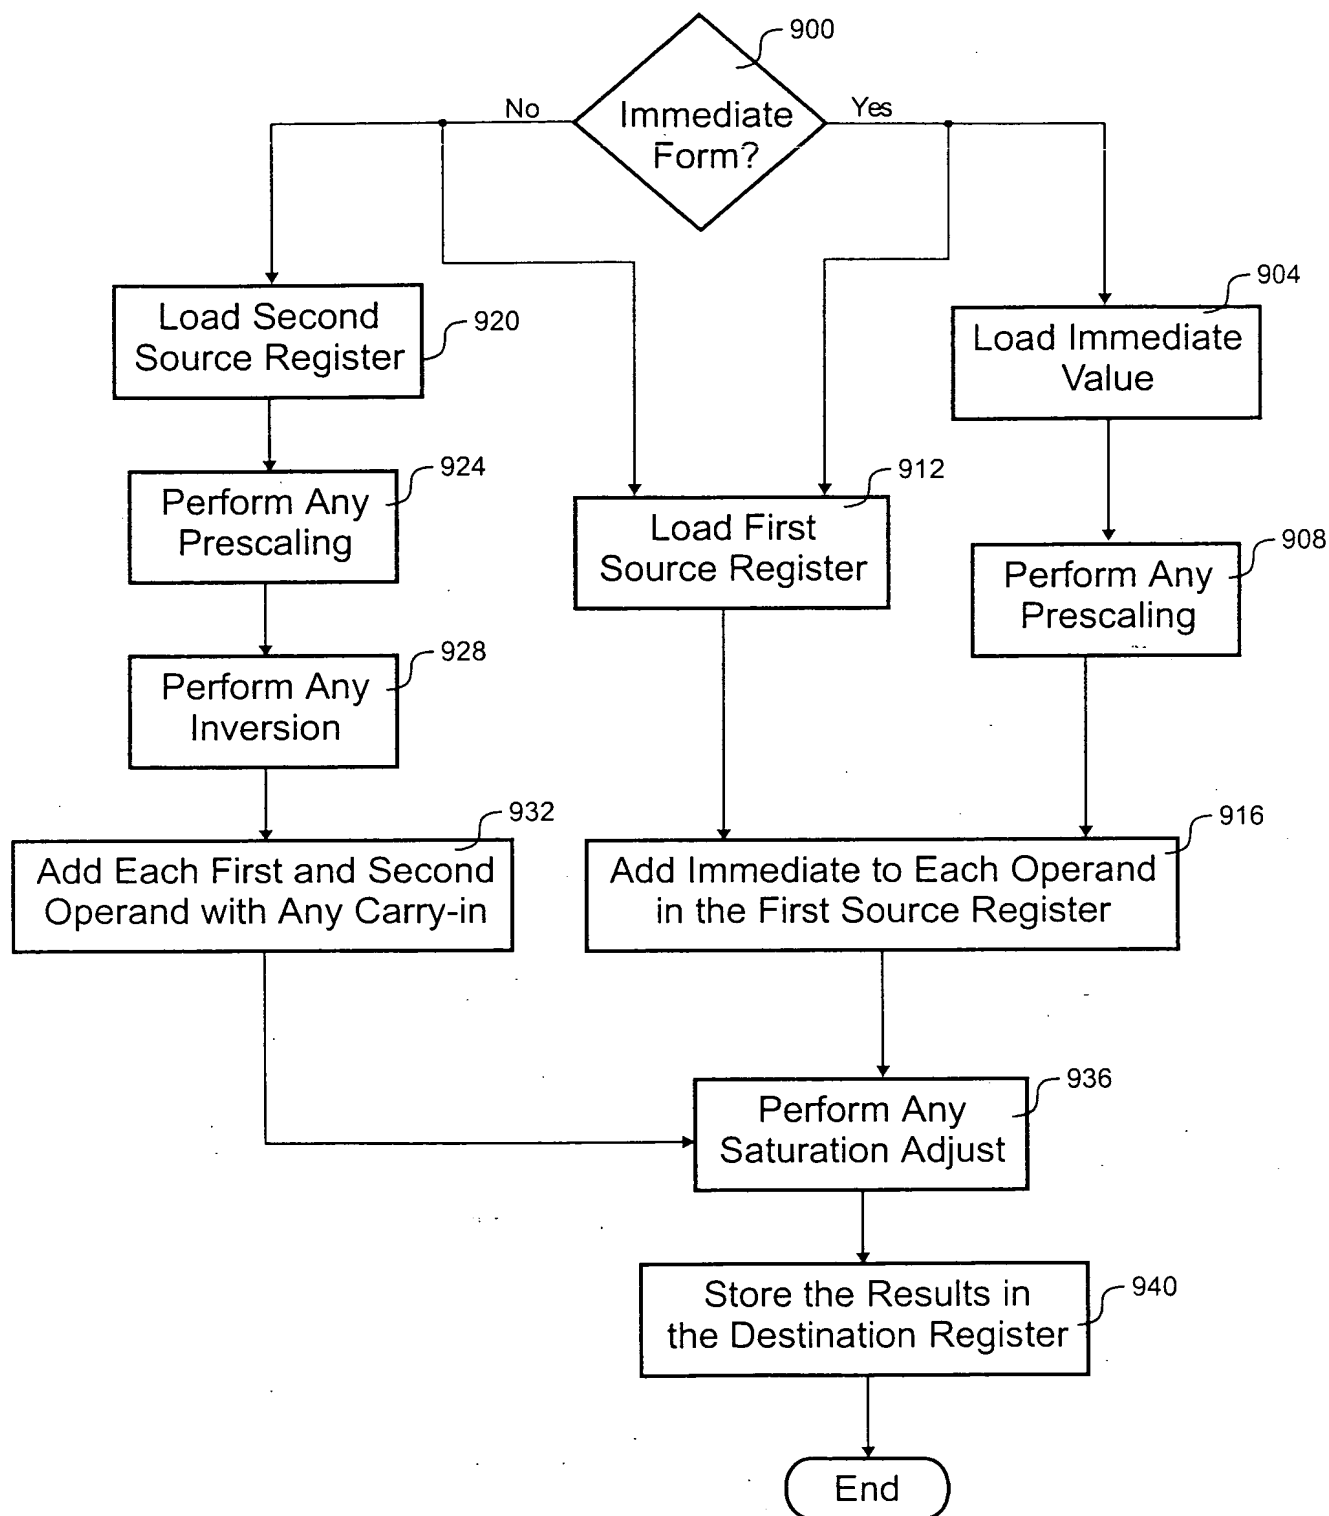 900
No
Yes
Immediate
Form?
904
Load Second
Source Register
920
Load Immediate
Value
924
Perform Any
Prescaling
912
Load First
Source Register
908
Perform Any
Prescaling
928
Perform Any
Inversion
932
Add Each First and Second
Operand with Any Carry-in
916
Add Immediate to Each Operand
in the First Source Register
936
Perform Any
Saturation Adjust
940
Store the Results in
the Destination Register
End